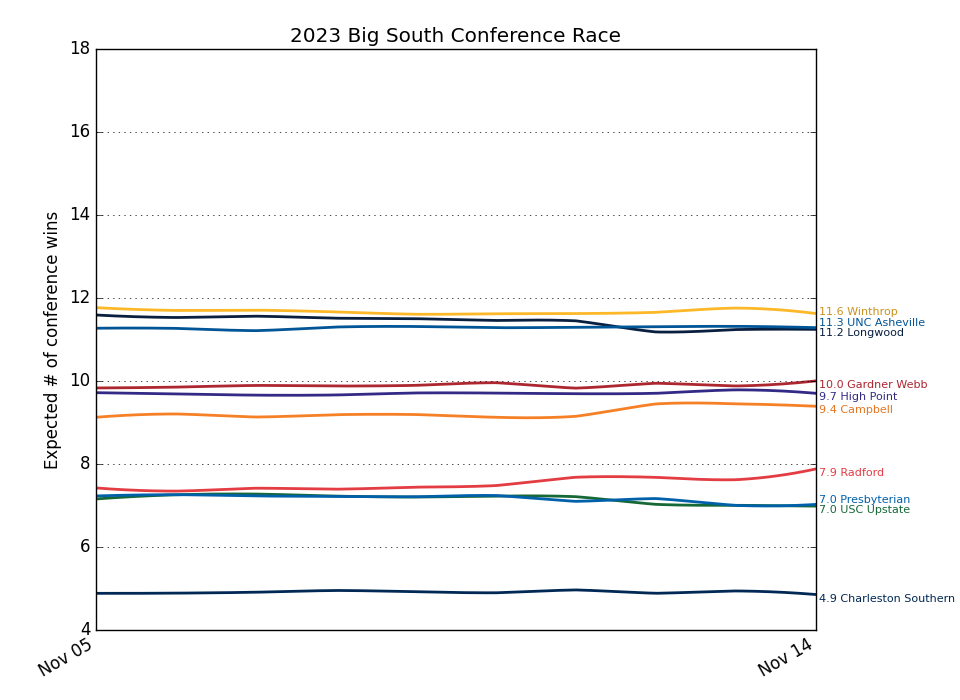 2023 Big South Conference Race
Expected # of conference wins
18
16
14
12
10
8
6
4
11.6 Winthrop
11.3 UNC Asheville
11.2 Longwood
10.0 Gardner Webb
9.7 High Point
9.4 Campbell
7.9 Radford
7.0 Presbyterian
7.0 USC Upstate
4.9 Charleston Southern
Nov 05
Nov 14